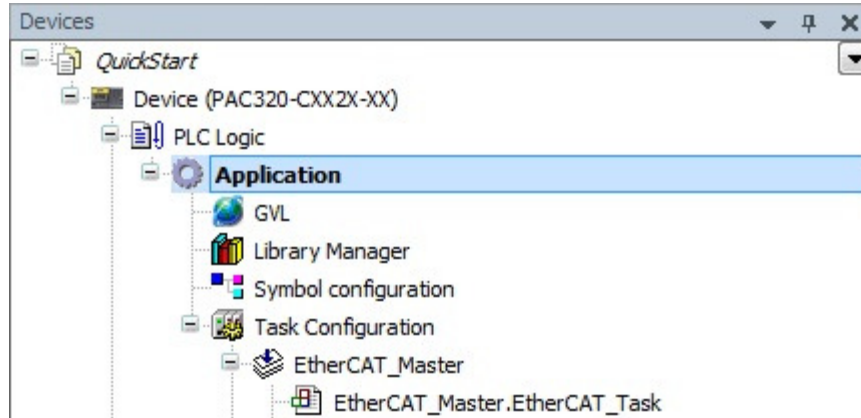 Devices
QuickStart
Device (PAC320-CXX2X-XX)
PLC Logic
Application
GVL
Library Manager
Symbol configuration
Task Configuration
EtherCAT_Master
EtherCAT_Master.EtherCAT_Task